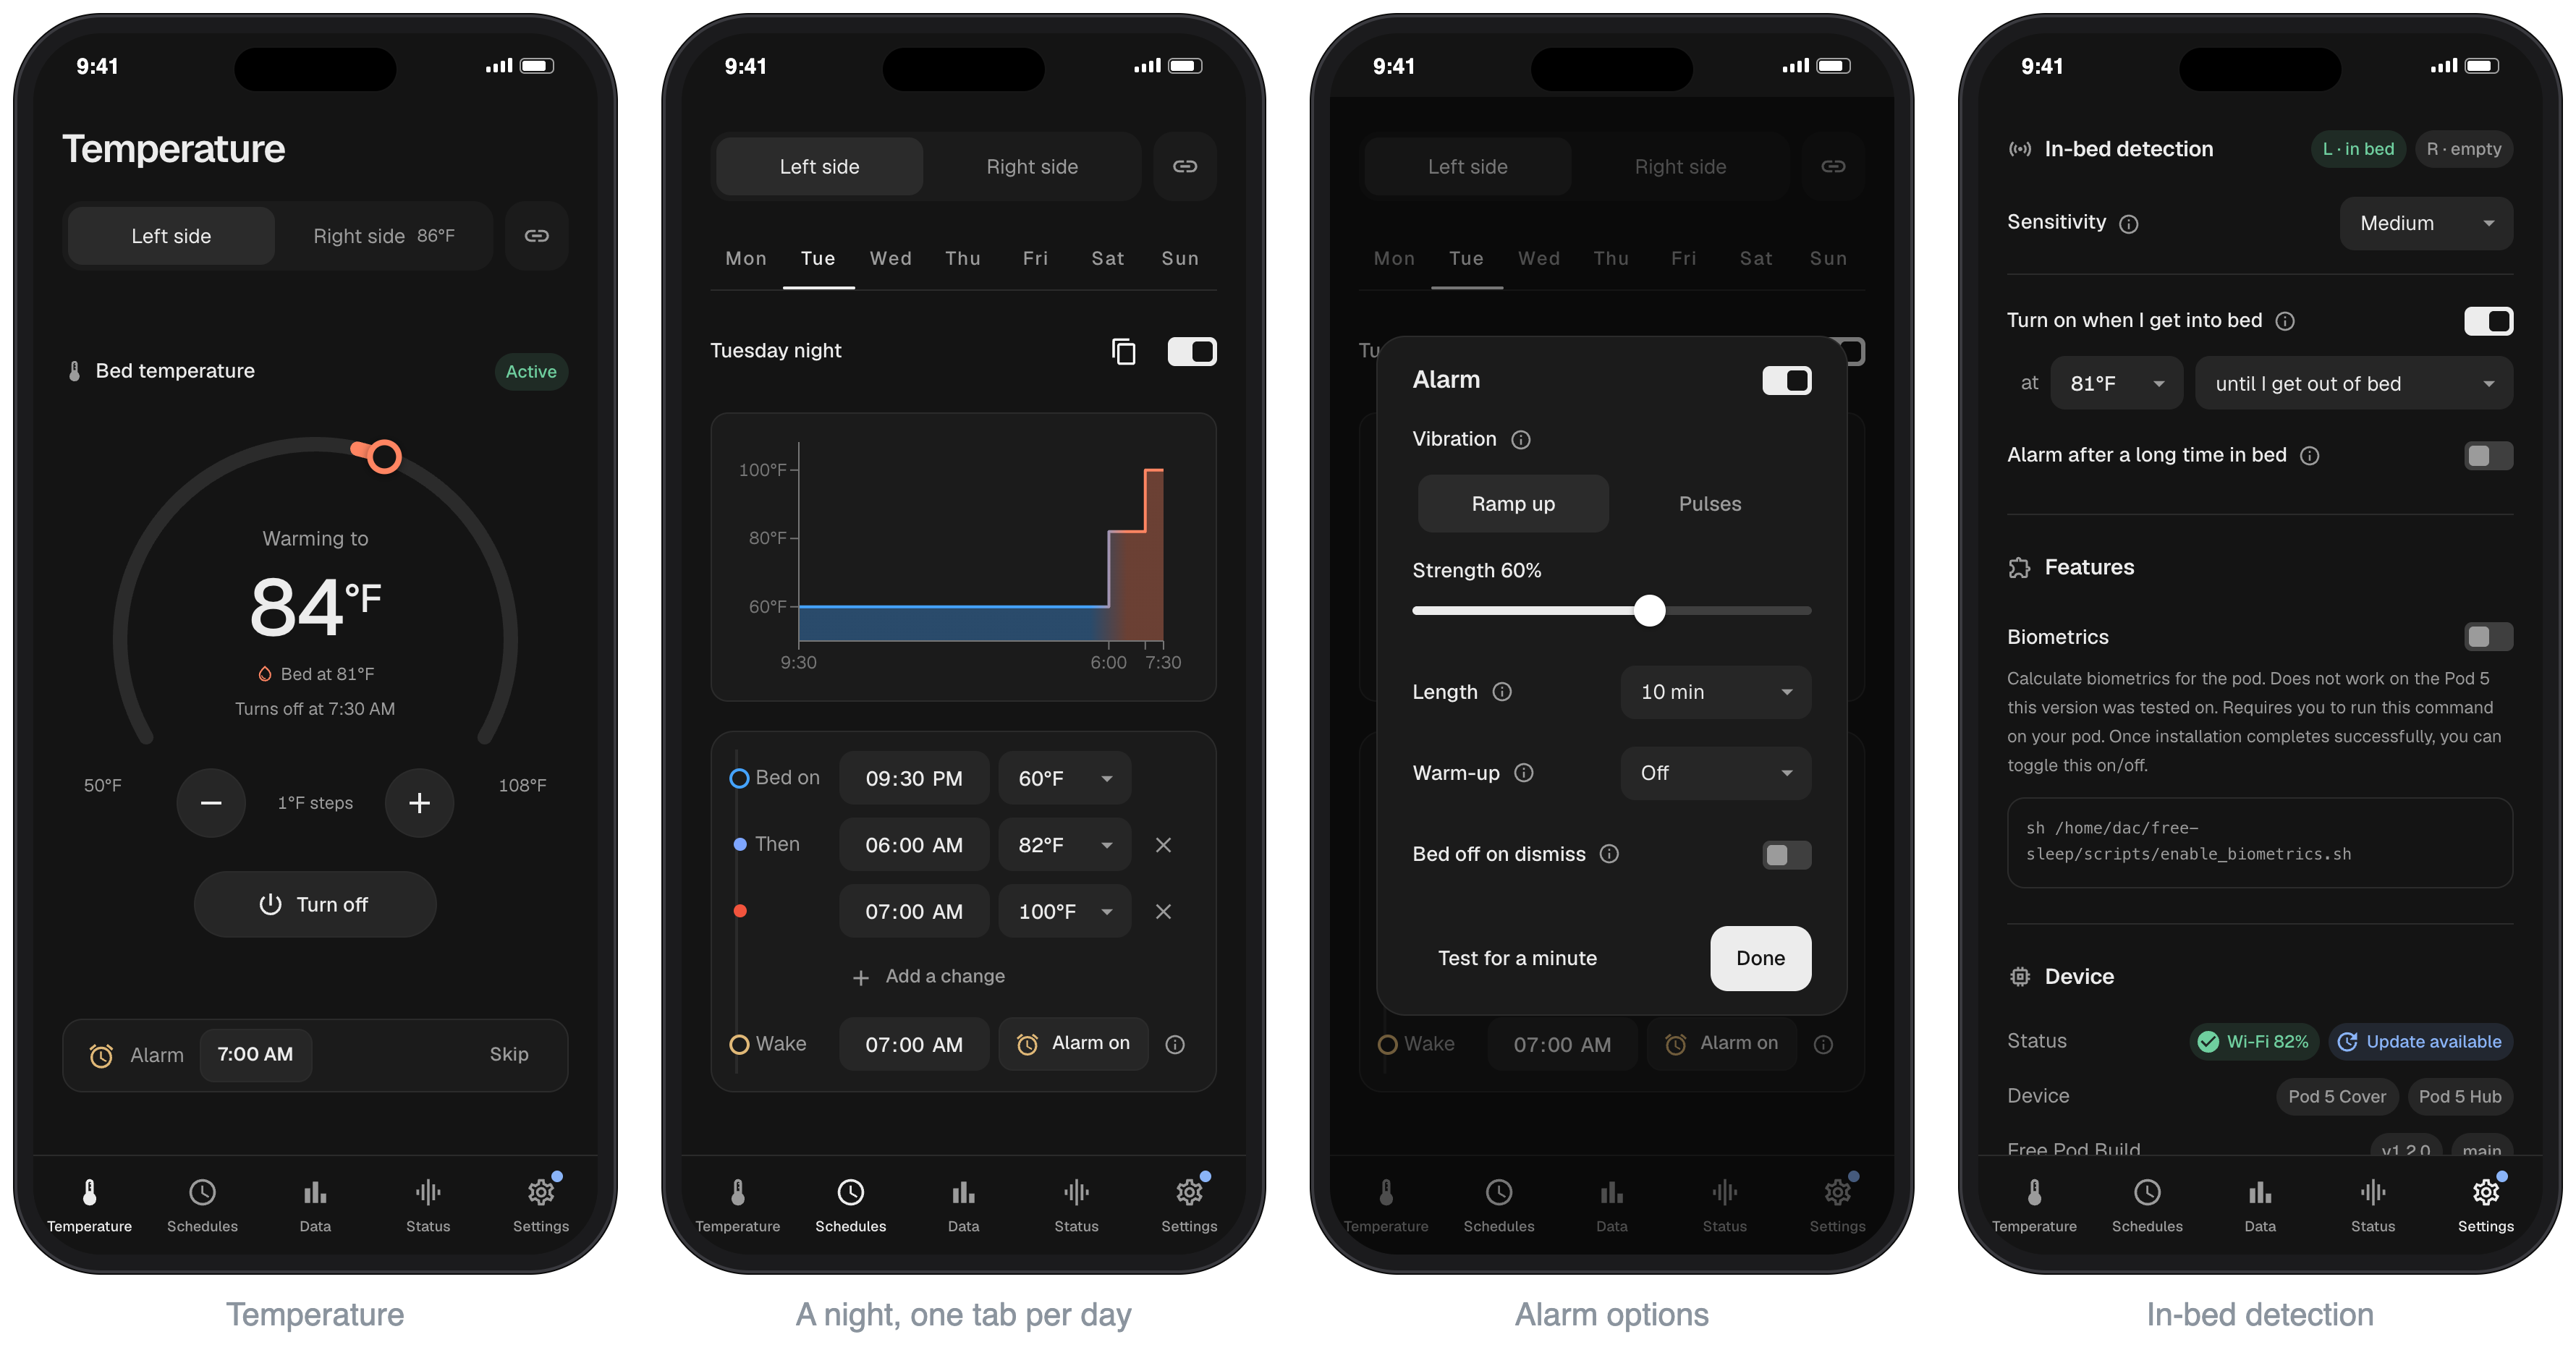 9:41
Temperature
Left side
Right side 86°F
Bed temperature
Active
Warming to
84°F
Bed at 81°F
Turns off at 7:30 AM
50°F
1°F steps
108°F
Turn off
Alarm
7:00 AM
Skip
Temperature
Schedules
Data
Status
Settings
Temperature
9:41
Left side
Right side
Mon Tue Wed Thu Fri Sat Sun
Tuesday night
100°F
80°F
60°F
9:30 6:00 7:30
Bed on 09:30 PM 60°F
Then 06:00 AM 82°F
07:00 AM 100°F
Add a change
Wake 07:00 AM Alarm on
Temperature
Schedules
Data
Status
Settings
A night, one tab per day
9:41
Left side
Right side
Mon Tue Wed Thu Fri Sat Sun
Tu
Alarm
Vibration
Ramp up
Pulses
Strength 60%
Length
10 min
Warm-up
Off
Bed off on dismiss
Test for a minute
Done
Wake 07:00 AM Alarm on
Temperature
Schedules
Data
Status
Settings
Alarm options
9:41
In-bed detection
L · in bed
R · empty
Sensitivity
Medium
Turn on when I get into bed
at 81°F until I get out of bed
Alarm after a long time in bed
Features
Biometrics
Calculate biometrics for the pod. Does not work on the Pod 5
this version was tested on. Requires you to run this command
on your pod. Once installation completes successfully, you can
toggle this on/off.
sh /home/dac/free-
sleep/scripts/enable_biometrics.sh
Device
Status
Wi-Fi 82%
Update available
Device
Pod 5 Cover
Pod 5 Hub
Free Pod Build
v1.2.0
main
Temperature
Schedules
Data
Status
Settings
In-bed detection